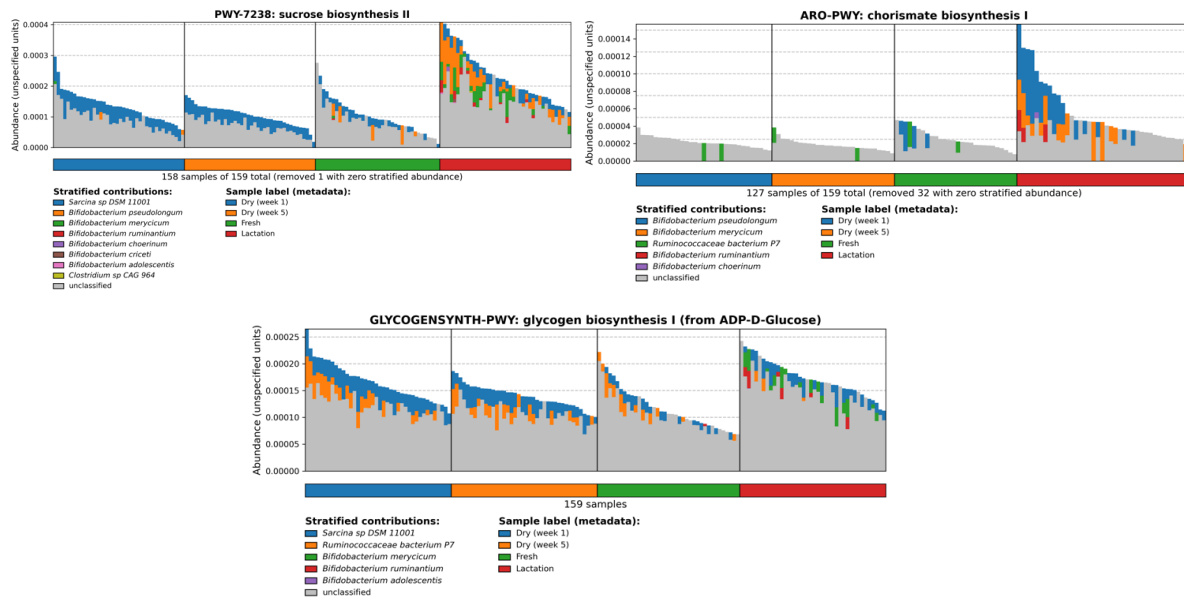 PWY-7238: sucrose biosynthesis II
Abundance (unspecified units)
0.0004
0.0003
0.0002
0.0001
0.0000
158 samples of 159 total (removed 1 with zero stratified abundance)
Stratified contributions:
Sarcina sp DSM 11001
Bifidobacterium pseudolongum
Bifidobacterium merycicum
Bifidobacterium ruminantium
Bifidobacterium choerinum
Bifidobacterium criceti
Bifidobacterium adolescentis
Clostridium sp CAG 964
unclassified
Sample label (metadata):
Dry (week 1)
Dry (week 5)
Fresh
Lactation
ARO-PWY: chorismate biosynthesis I
Abundance (unspecified units)
0.00014
0.00012
0.00010
0.00008
0.00006
0.00004
0.00002
0.00000
127 samples of 159 total (removed 32 with zero stratified abundance)
Stratified contributions:
Bifidobacterium pseudolongum
Bifidobacterium merycicum
Ruminococcaceae bacterium P7
Bifidobacterium ruminantium
Bifidobacterium choerinum
unclassified
Sample label (metadata):
Dry (week 1)
Dry (week 5)
Fresh
Lactation
GLYCOGENSYNTH-PWY: glycogen biosynthesis I (from ADP-D-Glucose)
Abundance (unspecified units)
0.00025
0.00020
0.00015
0.00010
0.00005
0.00000
159 samples
Stratified contributions:
Sarcina sp DSM 11001
Ruminococcaceae bacterium P7
Bifidobacterium merycicum
Bifidobacterium ruminantium
Bifidobacterium adolescentis
unclassified
Sample label (metadata):
Dry (week 1)
Dry (week 5)
Fresh
Lactation